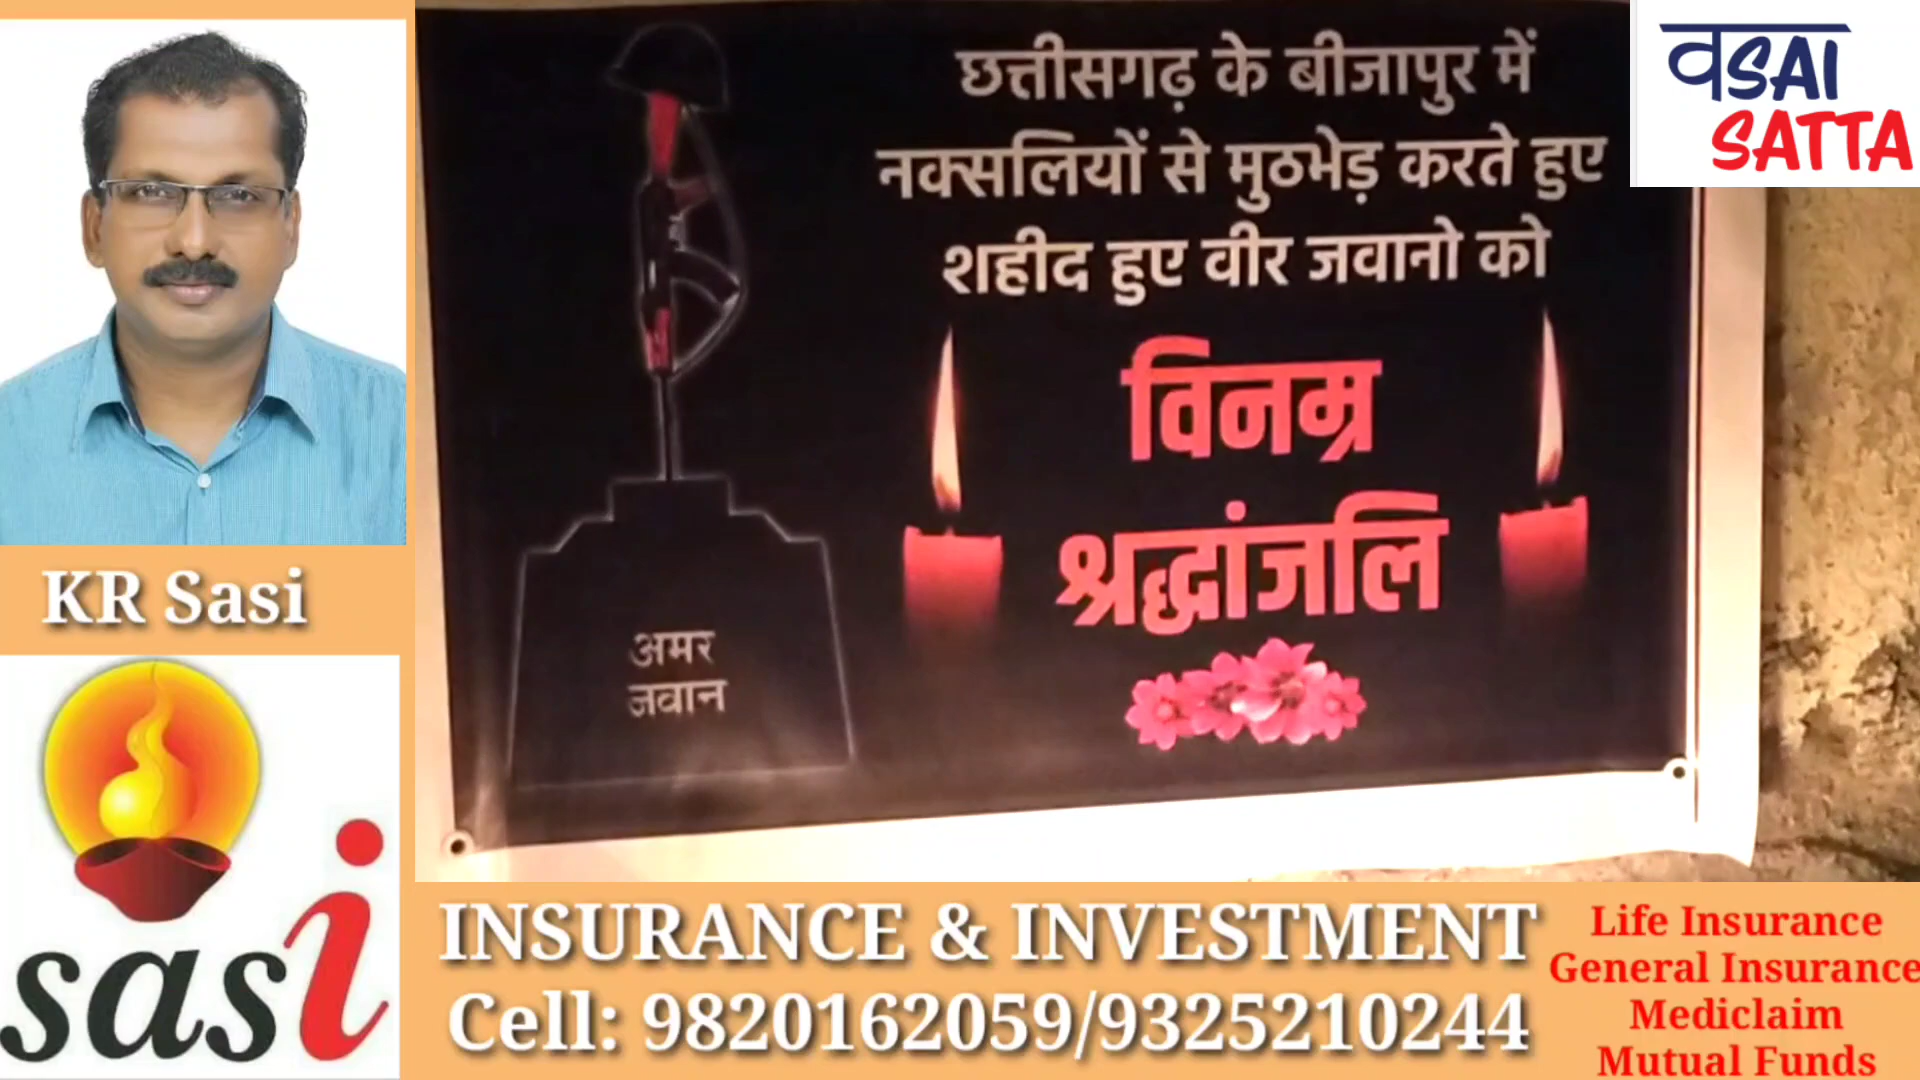 छत्तीसगढ़ के बीजापुर में
नक्सलियों से मुठभेड़ करते हुए
शहीद हुए वीर जवानो को
विनम्र
श्रद्धांजलि
अमर
जवान
वSAI
SATTA
KR Sasi
sasi
INSURANCE & INVESTMENT
Cell: 9820162059/9325210244
Life Insurance
General Insurance
Mediclaim
Mutual Funds